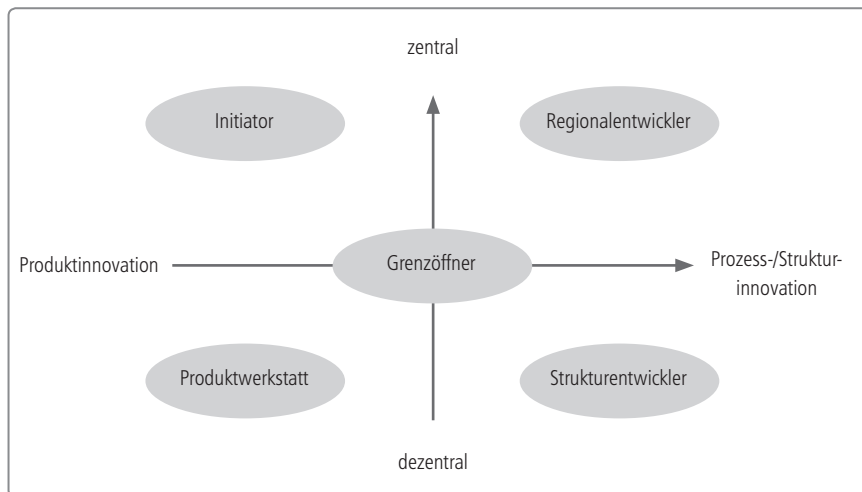 zentral
Initiator
Regionalentwickler
Produktinnovation
Grenzöffner
Prozess-/Struktur-
innovation
Produktwerkstatt
Strukturentwickler
dezentral